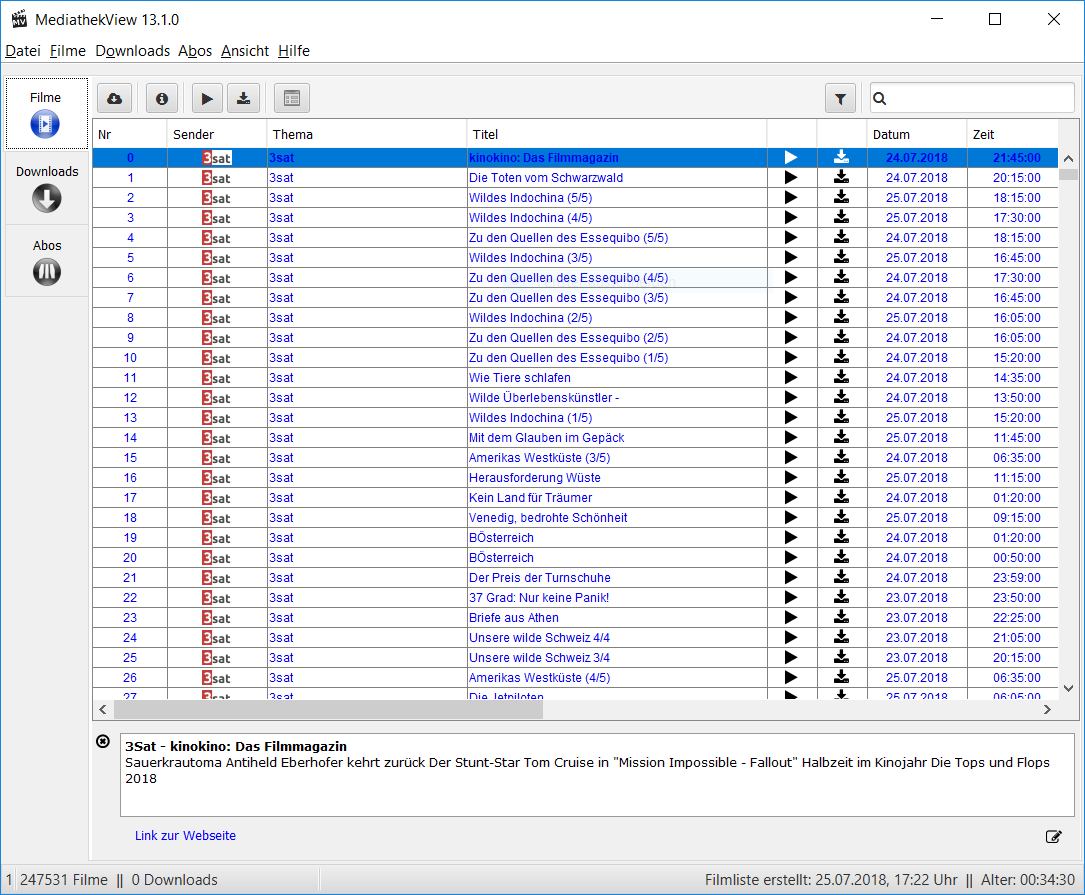 MediathekView 13.1.0
Datei Filme Downloads Abos Ansicht Hilfe
Filme
Downloads
Abos
Nr Sender Thema Titel Datum Zeit
0 3sat 3sat kinokino: Das Filmmagazin 24.07.2018 21:45:00
1 3sat 3sat Die Toten vom Schwarzwald 24.07.2018 20:15:00
2 3sat 3sat Wildes Indochina (5/5) 25.07.2018 18:15:00
3 3sat 3sat Wildes Indochina (4/5) 25.07.2018 17:30:00
4 3sat 3sat Zu den Quellen des Essequibo (5/5) 24.07.2018 18:15:00
5 3sat 3sat Wildes Indochina (3/5) 25.07.2018 16:45:00
6 3sat 3sat Zu den Quellen des Essequibo (4/5) 24.07.2018 17:30:00
7 3sat 3sat Zu den Quellen des Essequibo (3/5) 24.07.2018 16:45:00
8 3sat 3sat Wildes Indochina (2/5) 25.07.2018 16:05:00
9 3sat 3sat Zu den Quellen des Essequibo (2/5) 24.07.2018 16:05:00
10 3sat 3sat Zu den Quellen des Essequibo (1/5) 24.07.2018 15:20:00
11 3sat 3sat Wie Tiere schlafen 24.07.2018 14:35:00
12 3sat 3sat Wilde Überlebenskünstler - 24.07.2018 13:50:00
13 3sat 3sat Wildes Indochina (1/5) 25.07.2018 15:20:00
14 3sat 3sat Mit dem Glauben im Gepäck 25.07.2018 11:45:00
15 3sat 3sat Amerikas Westküste (3/5) 24.07.2018 06:35:00
16 3sat 3sat Herausforderung Wüste 25.07.2018 11:15:00
17 3sat 3sat Kein Land für Träumer 24.07.2018 01:20:00
18 3sat 3sat Venedig, bedrohte Schönheit 25.07.2018 09:15:00
19 3sat 3sat BÖsterreich 24.07.2018 01:20:00
20 3sat 3sat BÖsterreich 24.07.2018 00:50:00
21 3sat 3sat Der Preis der Turnschuhe 24.07.2018 23:59:00
22 3sat 3sat 37 Grad: Nur keine Panik! 23.07.2018 23:50:00
23 3sat 3sat Briefe aus Athen 23.07.2018 22:25:00
24 3sat 3sat Unsere wilde Schweiz 4/4 23.07.2018 21:05:00
25 3sat 3sat Unsere wilde Schweiz 3/4 23.07.2018 20:15:00
26 3sat 3sat Amerikas Westküste (4/5) 25.07.2018 06:35:00
27 3sat 3sat Die Jetpiloten 25.07.2018 06:05:00
3Sat - kinokino: Das Filmmagazin
Sauerkrautoma Antiheld Eberhofer kehrt zurück Der Stunt-Star Tom Cruise in "Mission Impossible - Fallout" Halbzeit im Kinojahr Die Tops und Flops
2018
Link zur Webseite
1 247531 Filme || 0 Downloads Filmliste erstellt: 25.07.2018, 17:22 Uhr || Alter: 00:34:30